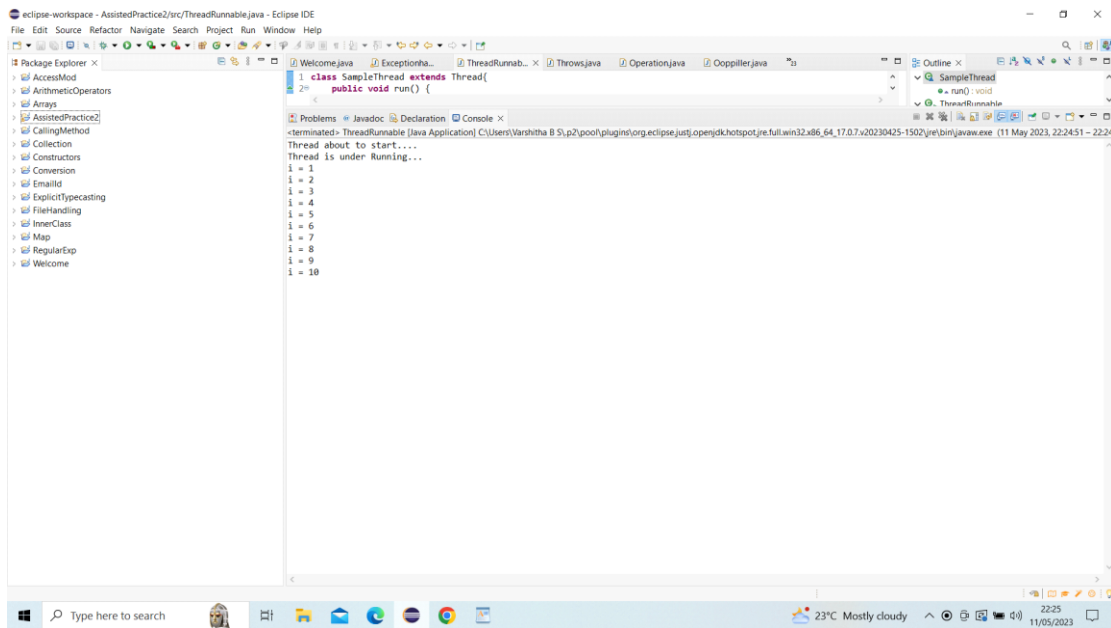 eclipse-workspace - AssistedPractice2/src/ThreadRunnable.java - Eclipse IDE
File Edit Source Refactor Navigate Search Project Run Window Help
Package Explorer
AccessMod
ArithmeticOperators
Arrays
AssistedPractice2
CallingMethod
Collection
Constructors
Conversion
EmailId
ExplicitTypecasting
FileHandling
InnerClass
Map
RegularExp
Welcome
Welcome.java Exceptionha... ThreadRunnab... Throws.java Operation.java Ooppiller.java »21
1 class SampleThread extends Thread{
2 public void run() {
Problems Javadoc Declaration Console
<terminated> ThreadRunnable [Java Application] C:\Users\Varshitha B S\.p2\pool\plugins\org.eclipse.justj.openjdk.hotspot.jre.full.win32.x86_64_17.0.7.v20230425-1502\jre\bin\javaw.exe (11 May 2023, 22:24:51 – 22:24
Thread about to start....
Thread is under Running...
i = 1
i = 2
i = 3
i = 4
i = 5
i = 6
i = 7
i = 8
i = 9
i = 10
Outline
SampleThread
run() : void
ThreadRunnable
Type here to search
23°C Mostly cloudy
22:25
11/05/2023